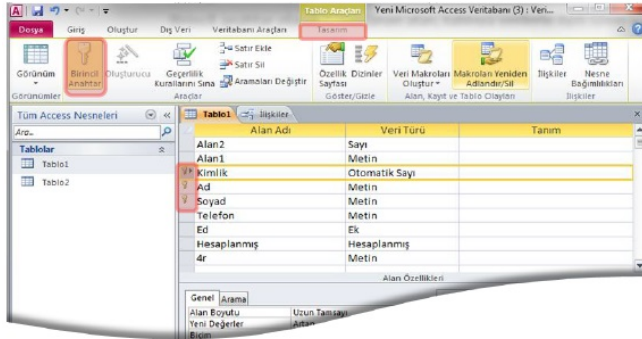 Tablo Araçları Yeni Microsoft Access Veritabanı (3) : Veri...
Dosya Giriş Oluştur Dış Veri Veritabanı Araçları Tasarım
Görünüm
Birincil Anahtar
Oluşturucu
Geçerlilik Kurallarını Sına
Satır Ekle
Satır Sil
Aramaları Değiştir
Özellik Sayfası
Dizinler
Veri Makroları Oluştur
Makroları Yeniden Adlandır/Sil
İlişkiler
Nesne Bağımlılıkları
Görünümler Araçlar Göster/Gizle Alan, Kayıt ve Tablo Olayları İlişkiler
Tüm Access Nesneleri
Ara...
Tablolar
Tablo1
Tablo2
Tablo1 İlişkiler
Alan Adı Veri Türü Tanım
Alan2 Sayı
Alan1 Metin
Kimlik Otomatik Sayı
Ad Metin
Soyad Metin
Telefon Metin
Ed Ek
Hesaplanmış Hesaplanmış
4r Metin
Alan Özellikleri
Genel Arama
Alan Boyutu Uzun Tamsayı
Yeni Değerler Artan
Biçim